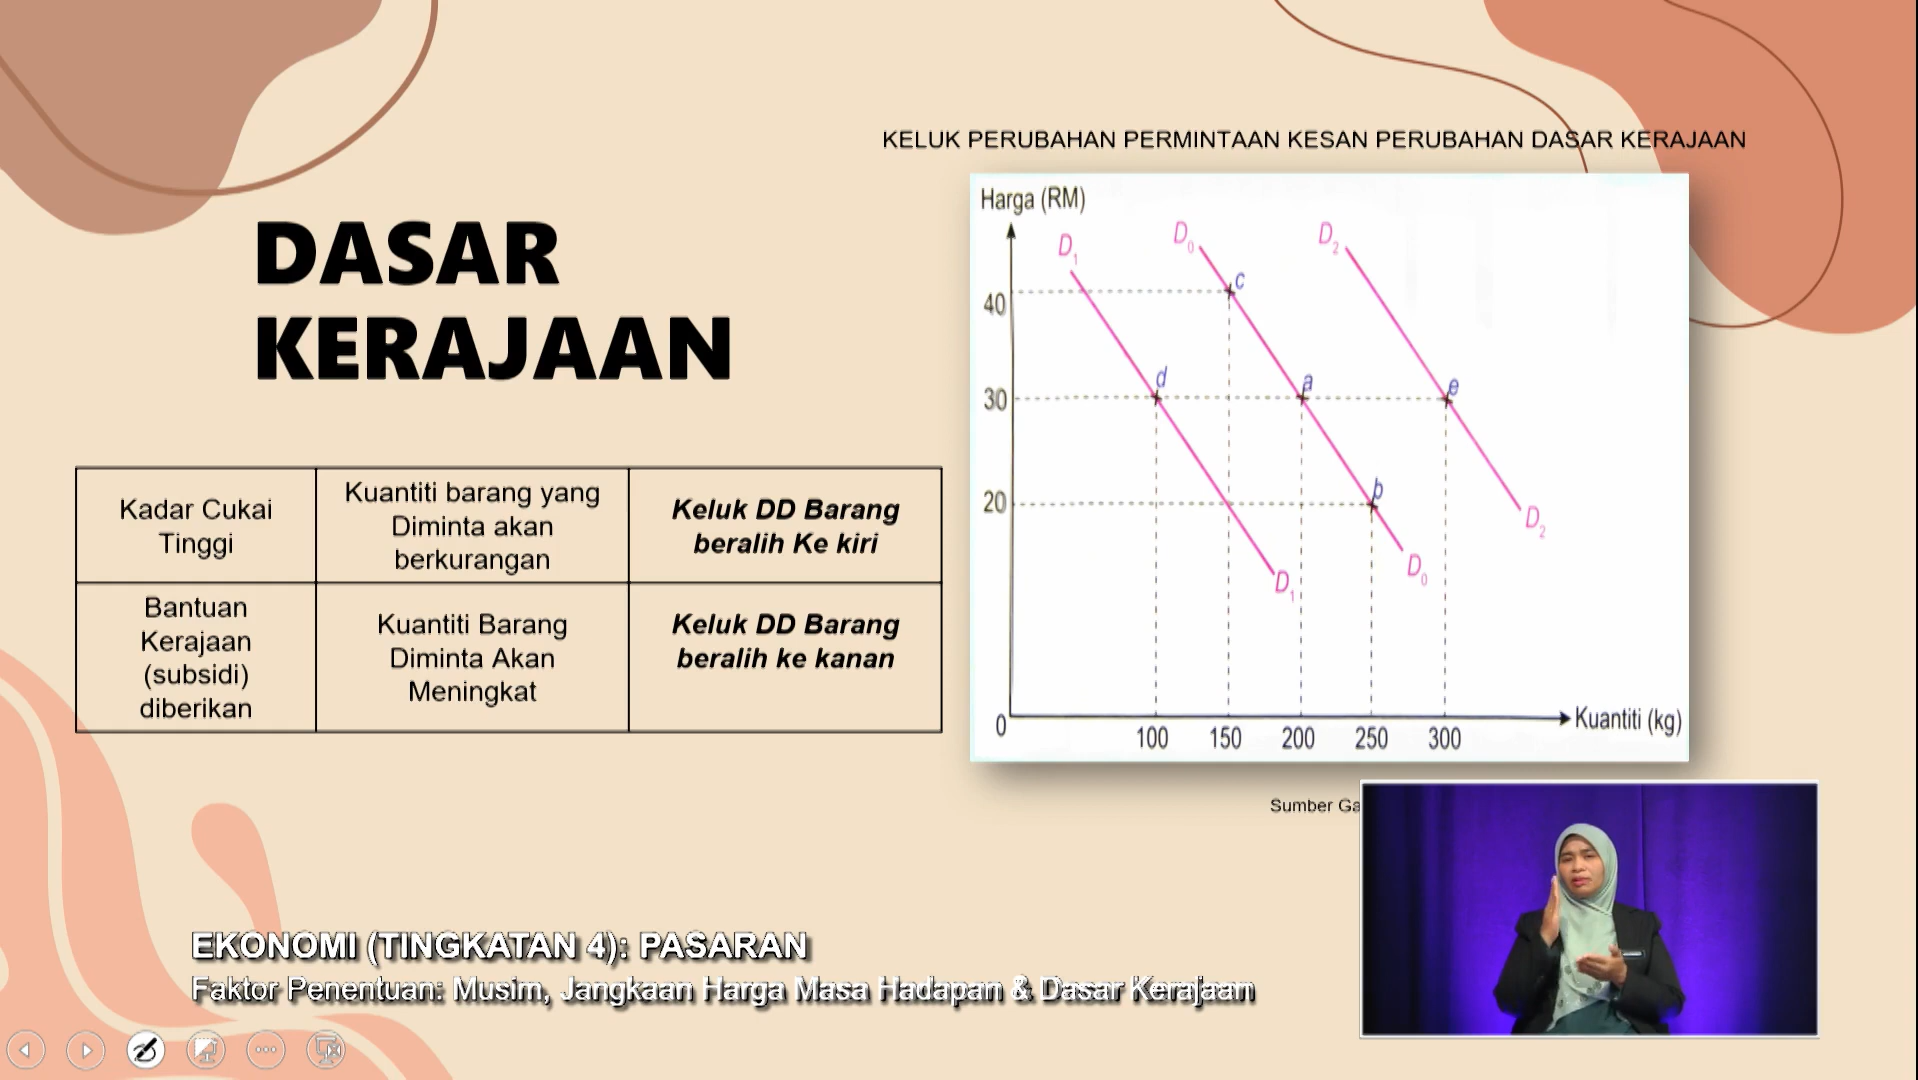 KELUK PERUBAHAN PERMINTAAN KESAN PERUBAHAN DASAR KERAJAAN
DASAR
KERAJAAN
Kadar Cukai
Tinggi
Kuantiti barang yang
Diminta akan
berkurangan
Keluk DD Barang
beralih Ke kiri
Bantuan
Kerajaan
(subsidi)
diberikan
Kuantiti Barang
Diminta Akan
Meningkat
Keluk DD Barang
beralih ke kanan
Harga (RM)
D₁ D₀ D₂
40 c
30 d a e
20 b
D₂
D₀
D₁
0
Kuantiti (kg)
100 150 200 250 300
Sumber
EKONOMI (TINGKATAN 4): PASARAN
Faktor Penentuan: Musim, Jangkaan Harga Masa Hadapan & Dasar Kerajaan